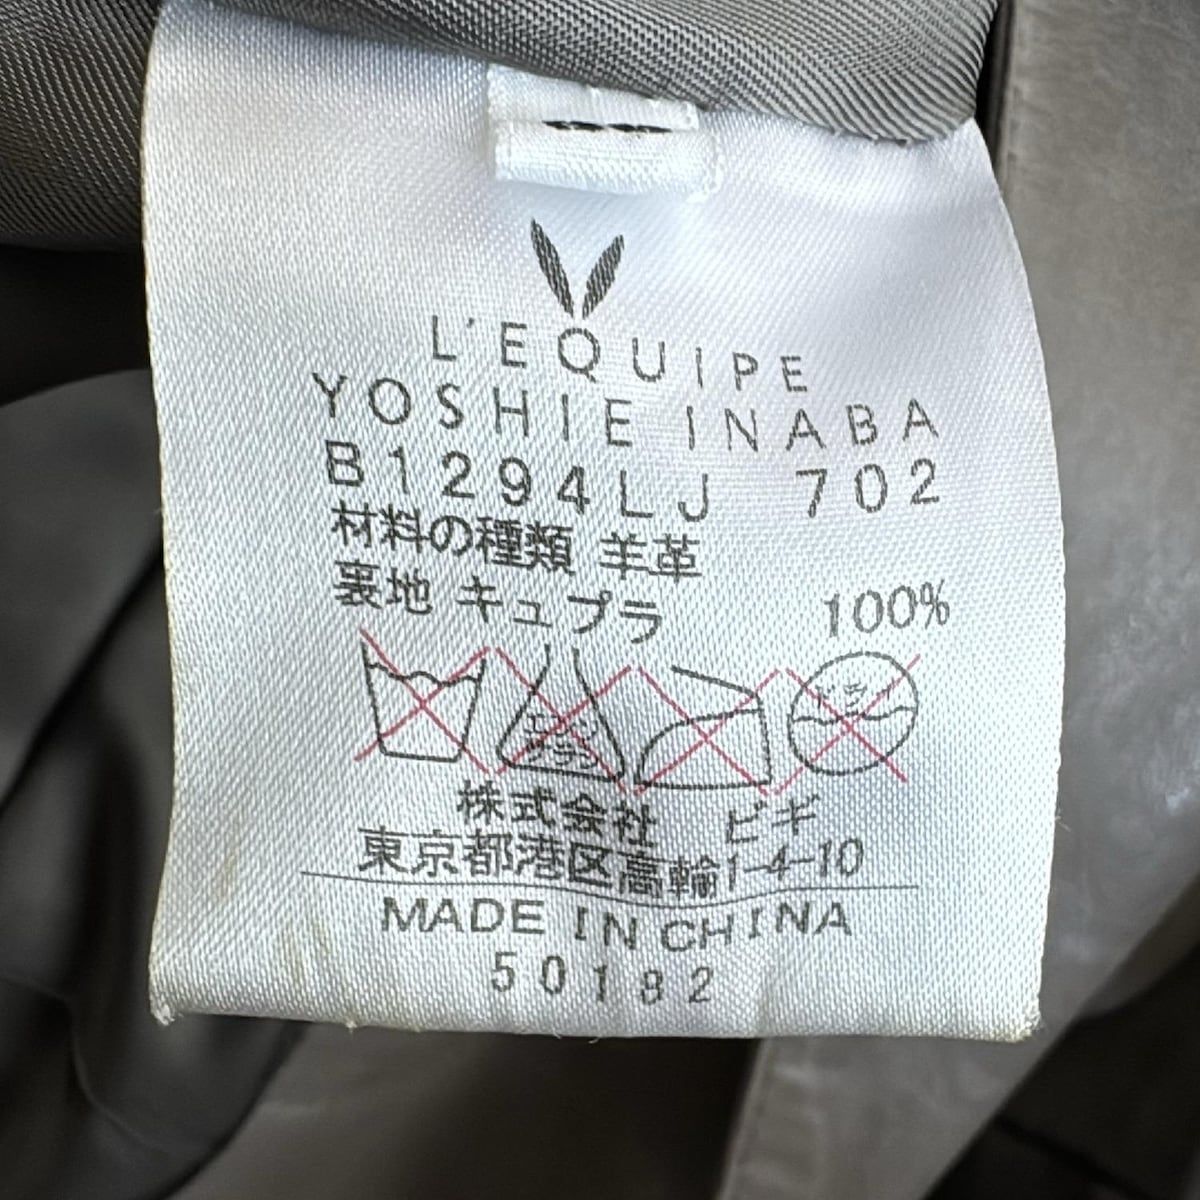 L'EQUIPE
YOSHIE INABA
B1294LJ 702
材料の種類 羊革
裏地 キュプラ 100%
株式会社 ビギ
東京都港区高輪1-4-10
MADE IN CHINA
50182